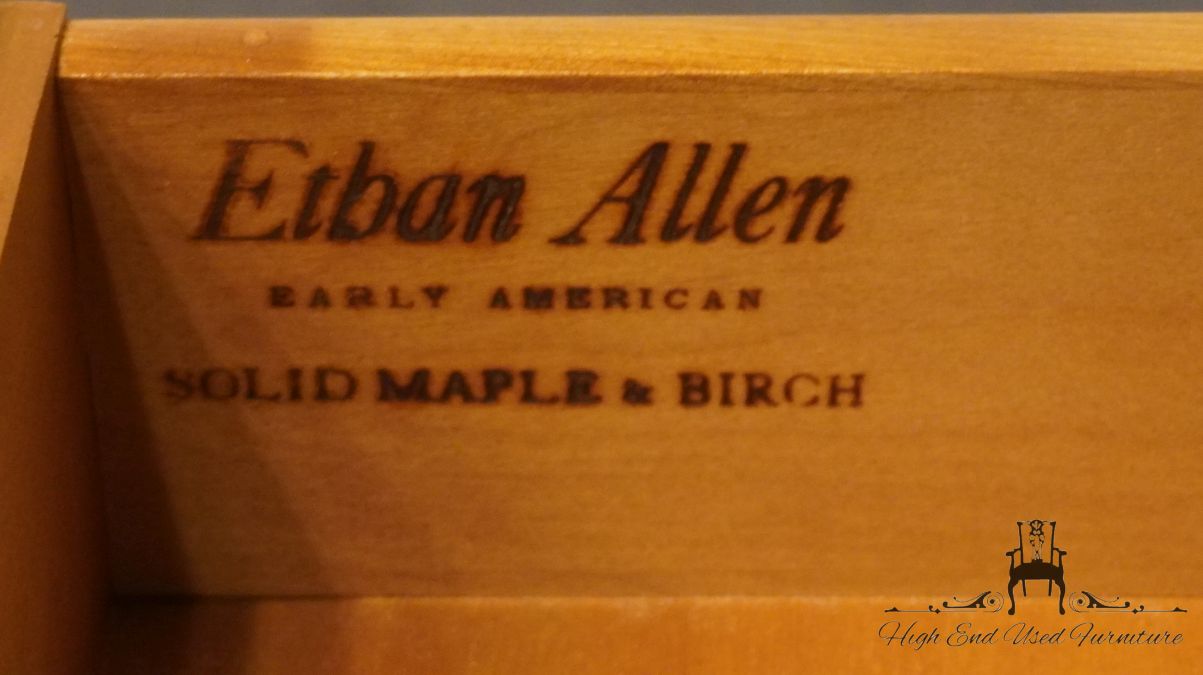 Ethan Allen
EARLY AMERICAN
SOLID MAPLE & BIRCH
High End Used Furniture